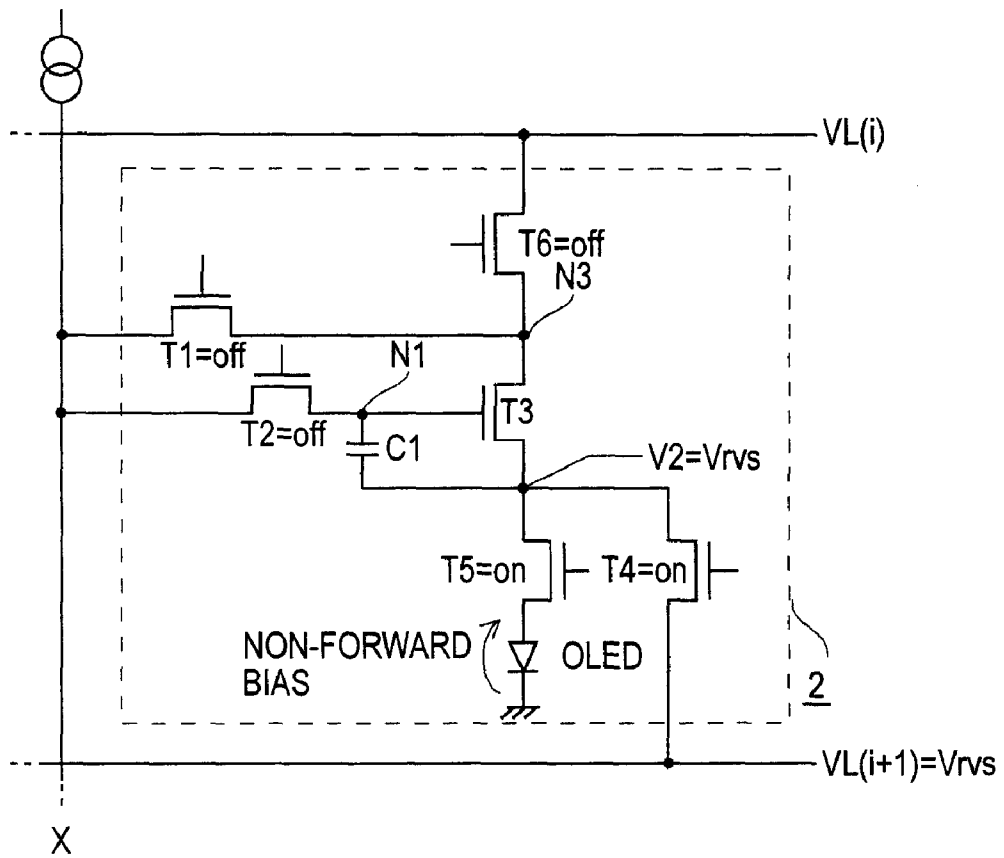 VL(i)
T6=off
N3
T1=off
N1
T3
T2=off
C1
V2=Vrvs
T5=on
T4=on
NON-FORWARD
BIAS
OLED
2
VL(i+1)=Vrvs
X